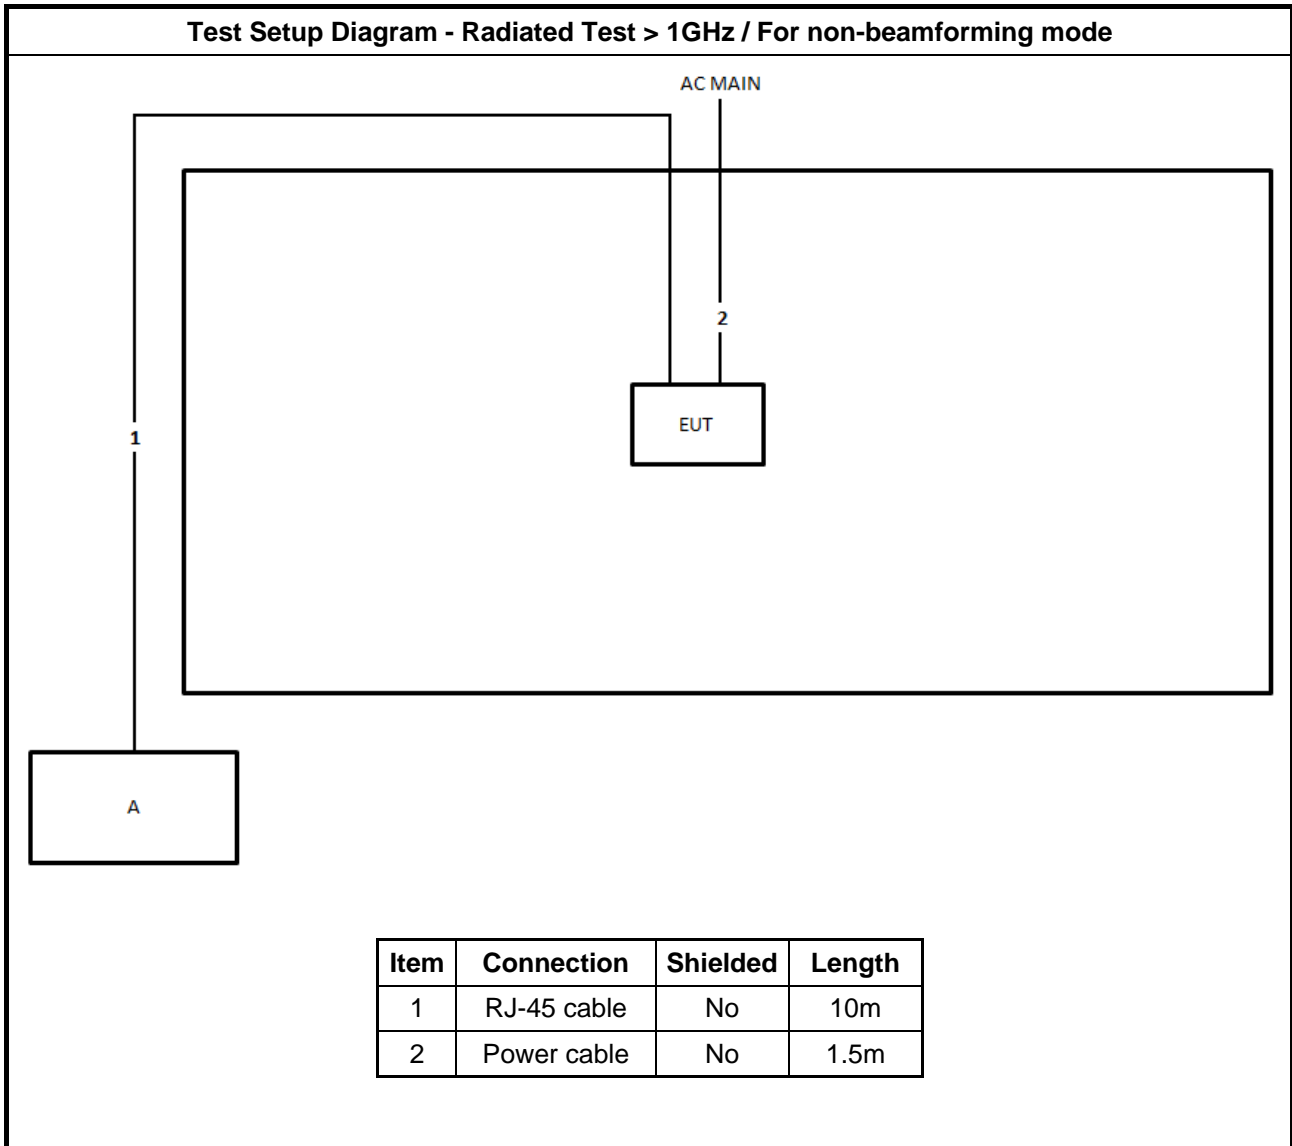 Test Setup Diagram - Radiated Test > 1GHz / For non-beamforming mode
AC MAIN
2
EUT
1
A
Item Connection Shielded Length
1 RJ-45 cable No 10m
2 Power cable No 1.5m